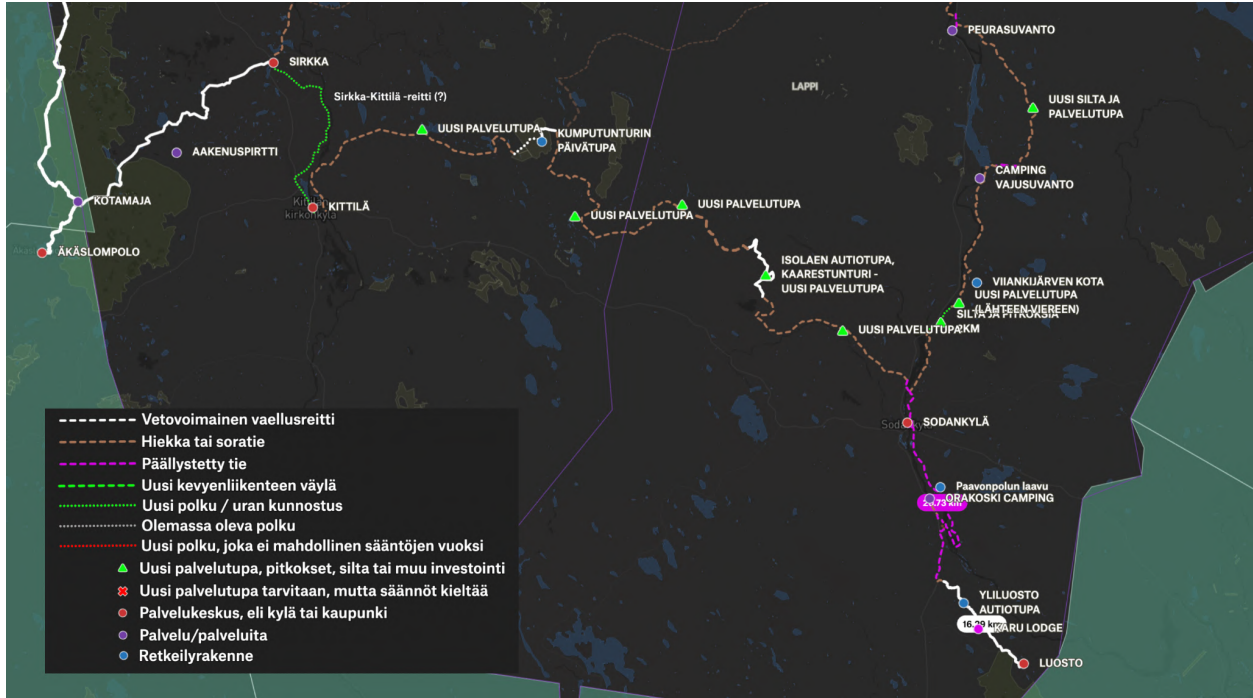 PEURASUVANTO
SIRKKA
LAPPI
Sirkka-Kittilä -reitti (?)
UUSI SILTA JA
PALVELUTUPA
UUSI PALVELUTUPA
KUMPUTUNTURIN
PÄIVÄTUPA
AAKENUSPIRTTI
CAMPING
VAJUSUVANTO
KOTAMAJA
KITTILÄ
Kittilän
kirkonkylä
UUSI PALVELUTUPA
UUSI PALVELUTUPA
ÄKÄSLOMPOLO
ISOLAEN AUTIOTUPA,
KAARESTUNTURI -
UUSI PALVELUTUPA
VIIANKIJÄRVEN KOTA
UUSI PALVELUTUPA
(LÄHTEEN VIEREEN)
SILTA JA PITKOKSIA
2KM
UUSI PALVELUTUPA
SODANKYLÄ
Paavonpolun laavu
ORAKOSKI CAMPING
YLILUOSTO
AUTIOTUPA
KARU LODGE
LUOSTO
Vetovoimainen vaellusreitti
Hiekka tai soratie
Päällystetty tie
Uusi kevyenliikenteen väylä
Uusi polku / uran kunnostus
Olemassa oleva polku
Uusi polku, joka ei mahdollinen sääntöjen vuoksi
Uusi palvelutupa, pitkokset, silta tai muu investointi
Uusi palvelutupa tarvitaan, mutta säännöt kieltää
Palvelukeskus, eli kylä tai kaupunki
Palvelu/palveluita
Retkeilyrakenne